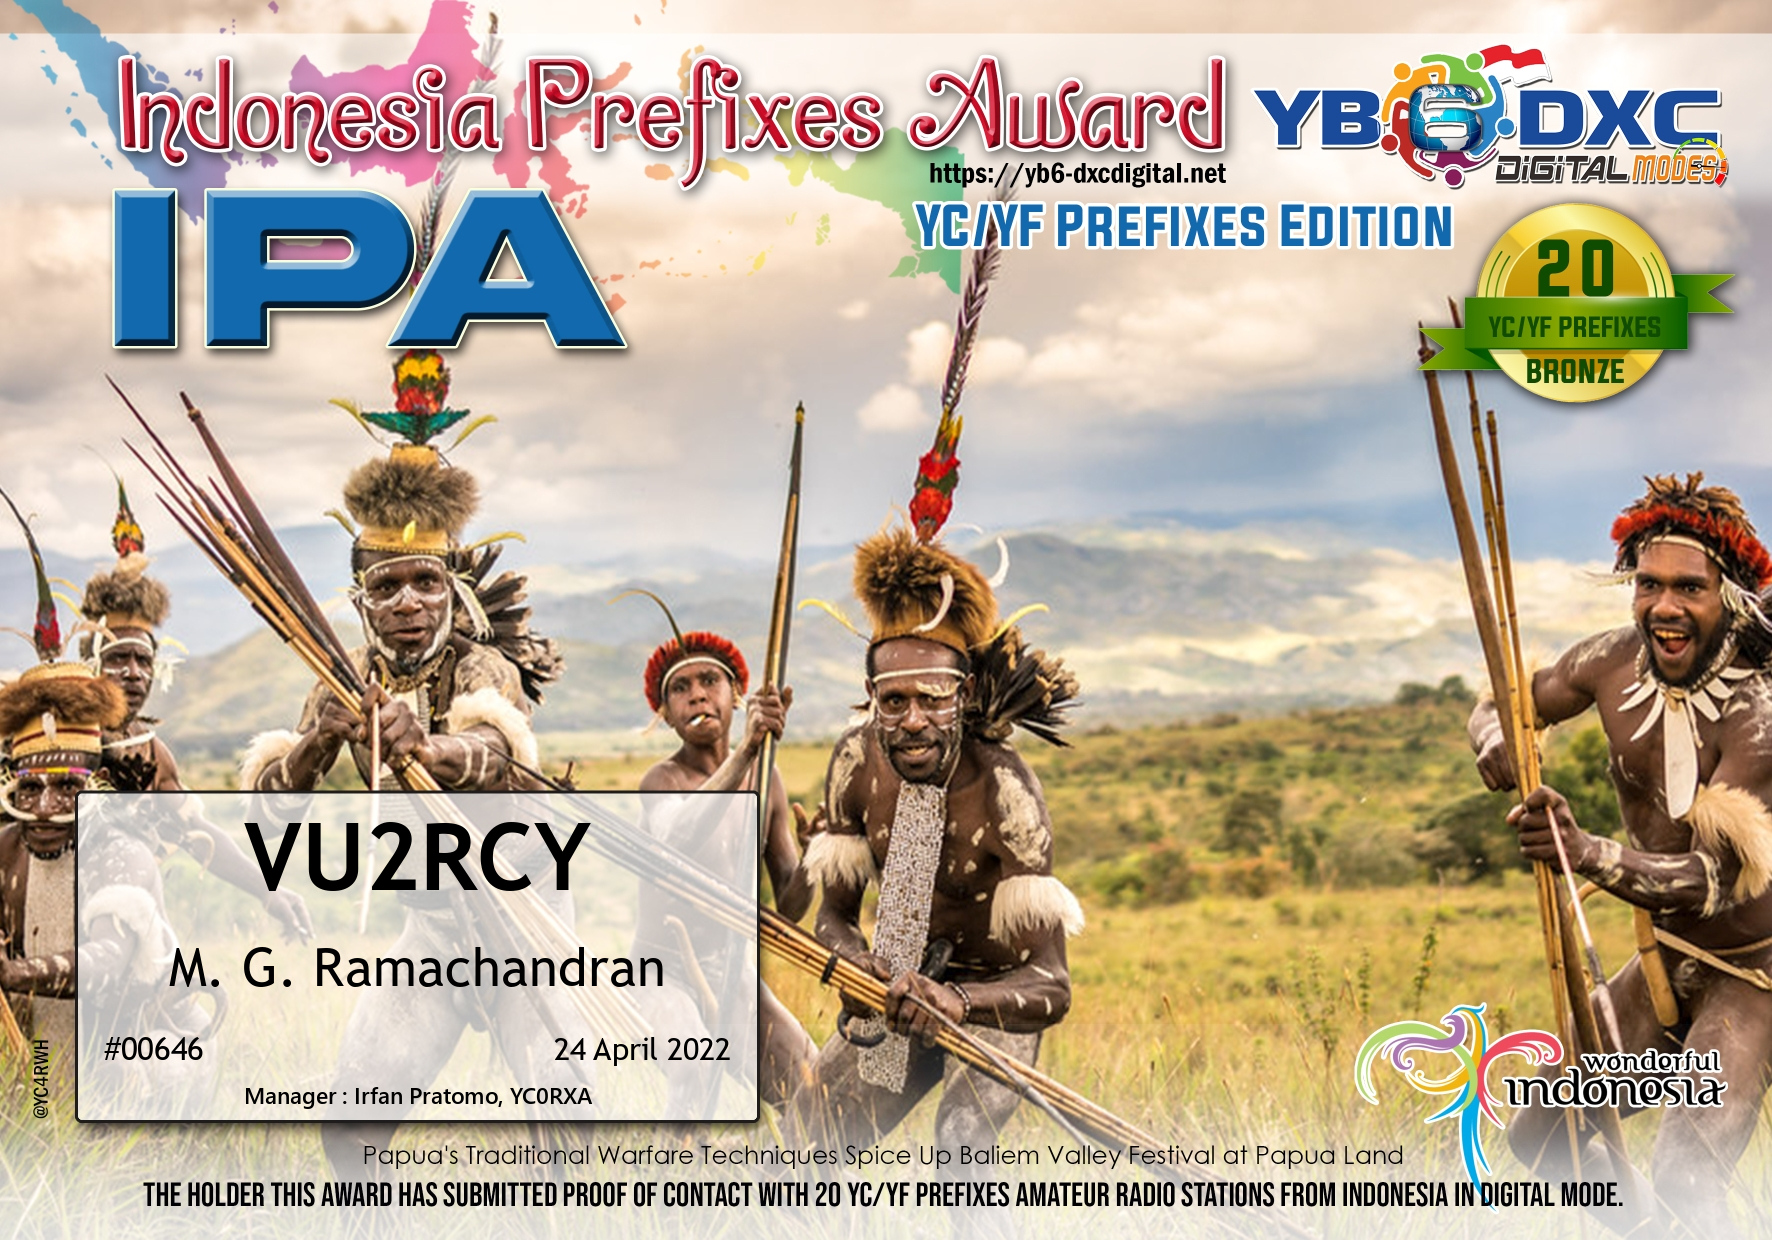 Indonesia Prefixes Award
YB6DXC
DIGITAL MODES
https://yb6-dxcdigital.net
IPA
YC/YF PREFIXES EDITION
20
YC/YF PREFIXES
BRONZE
VU2RCY
M. G. Ramachandran
#00646 24 April 2022
Manager : Irfan Pratomo, YC0RXA
@YC4RWH
wonderful
indonesia
Papua's Traditional Warfare Techniques Spice Up Baliem Valley Festival at Papua Land
THE HOLDER THIS AWARD HAS SUBMITTED PROOF OF CONTACT WITH 20 YC/YF PREFIXES AMATEUR RADIO STATIONS FROM INDONESIA IN DIGITAL MODE.